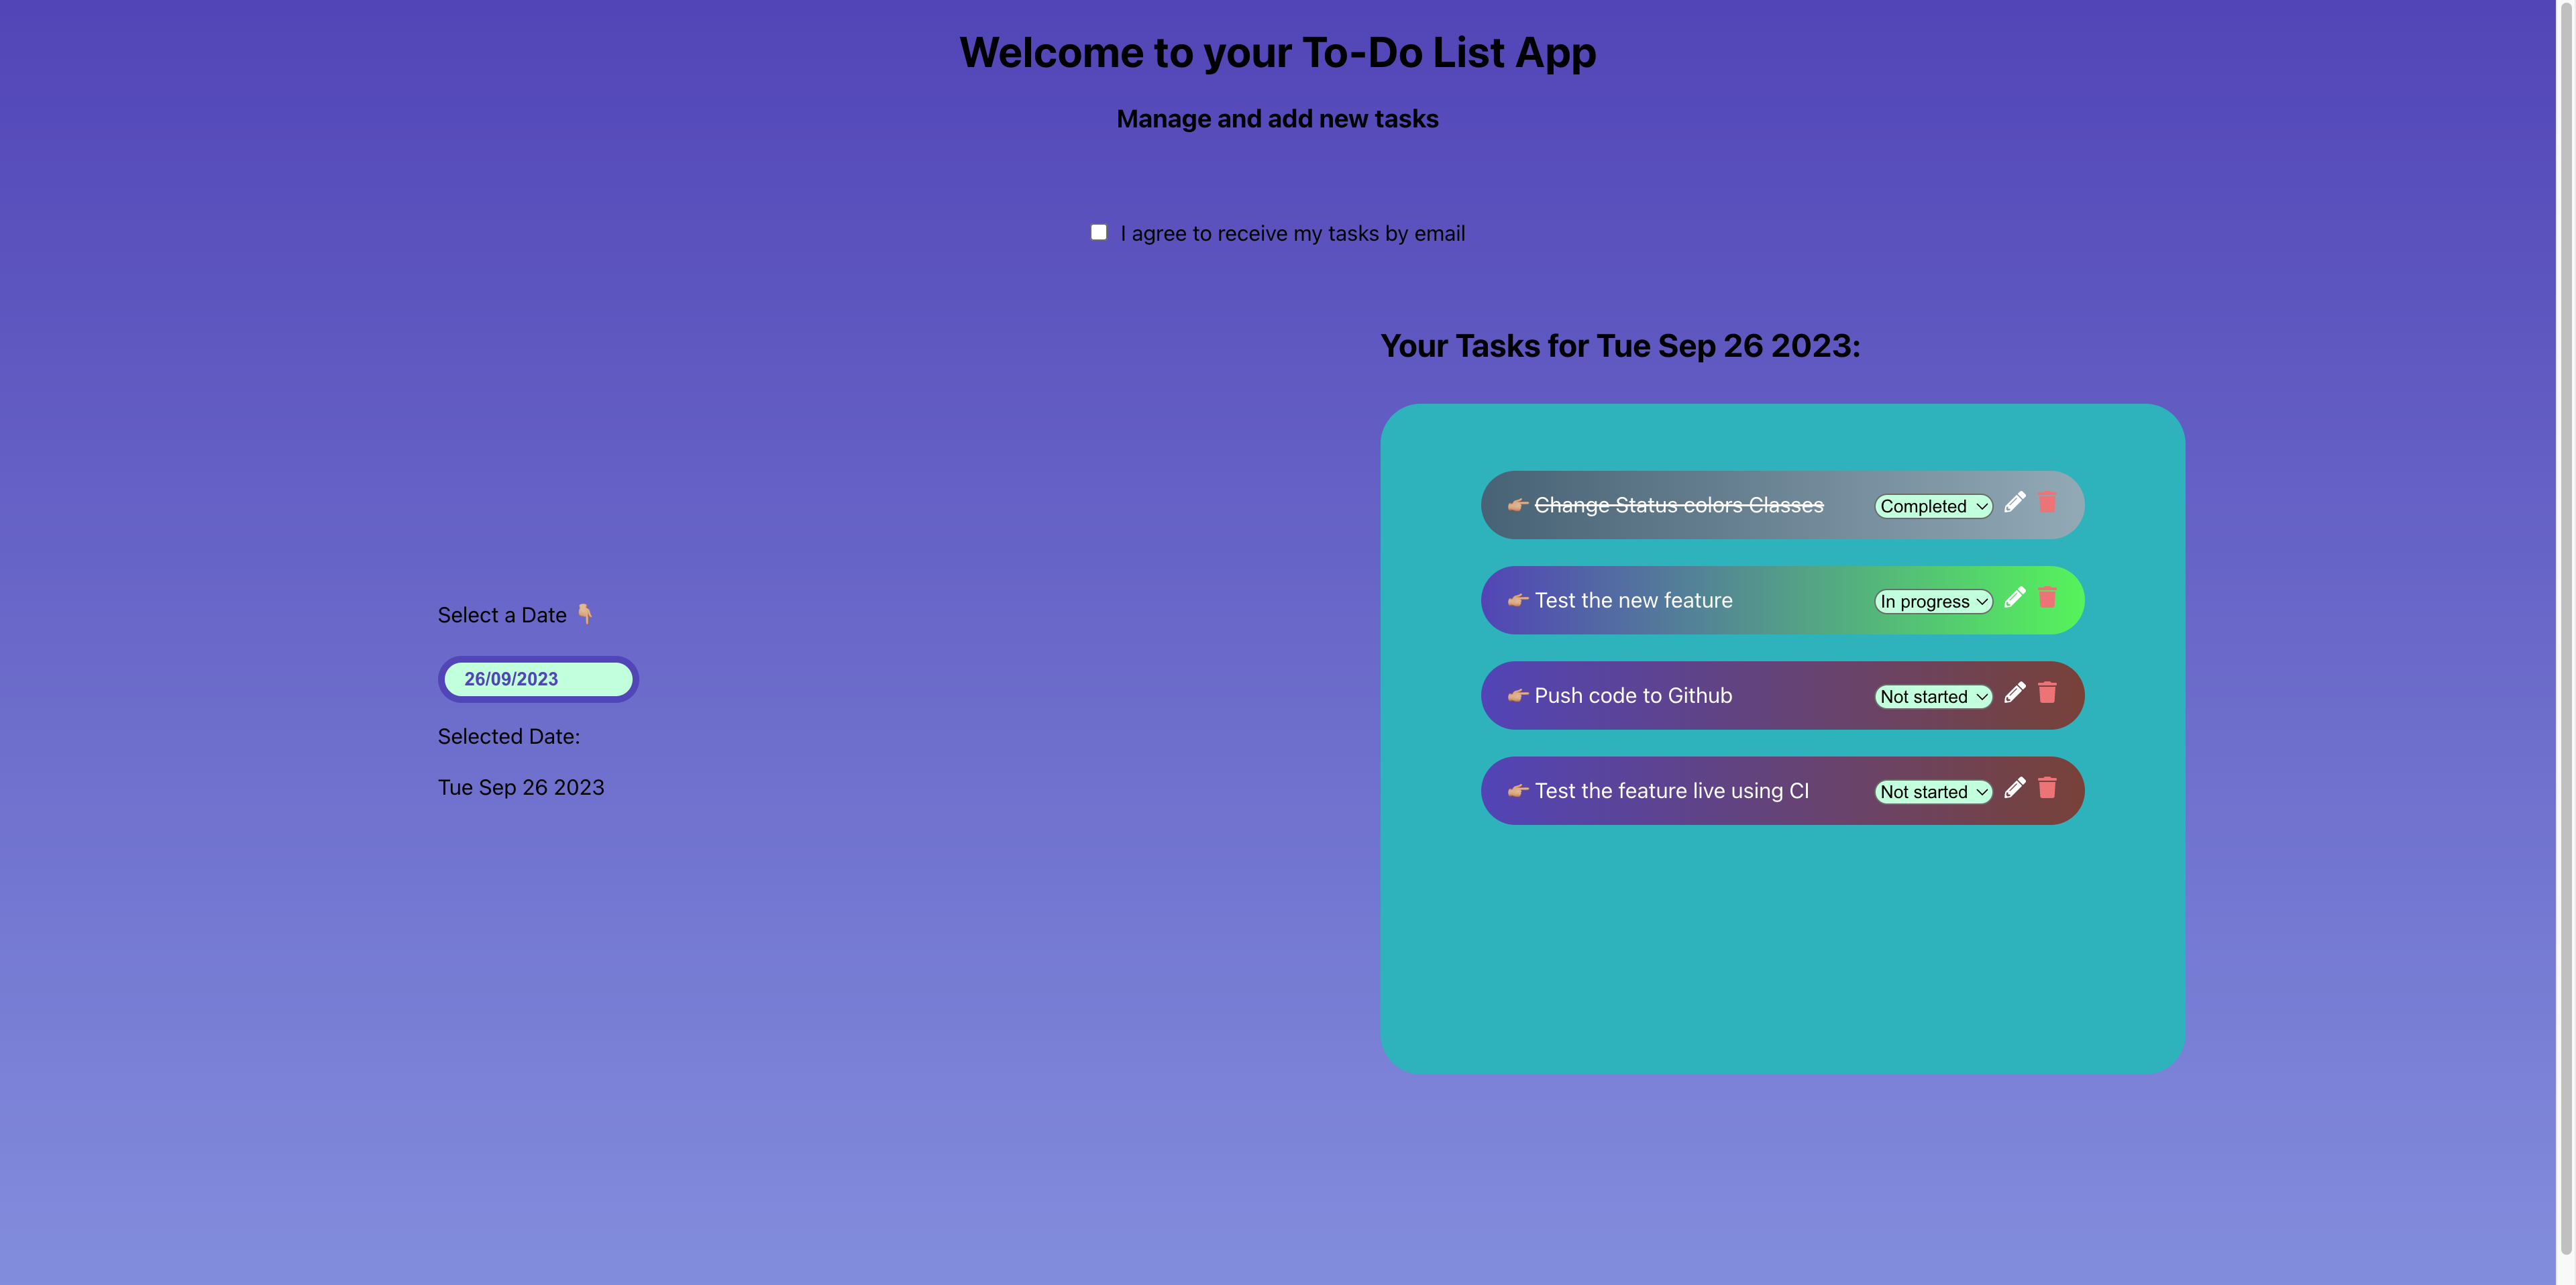 Welcome to your To-Do List App
Manage and add new tasks
I agree to receive my tasks by email
Select a Date 👇🏼
26/09/2023
Selected Date:
Tue Sep 26 2023
Your Tasks for Tue Sep 26 2023:
👉🏼 Change Status colors Classes Completed
👉🏼 Test the new feature In progress
👉🏼 Push code to Github Not started
👉🏼 Test the feature live using CI Not started